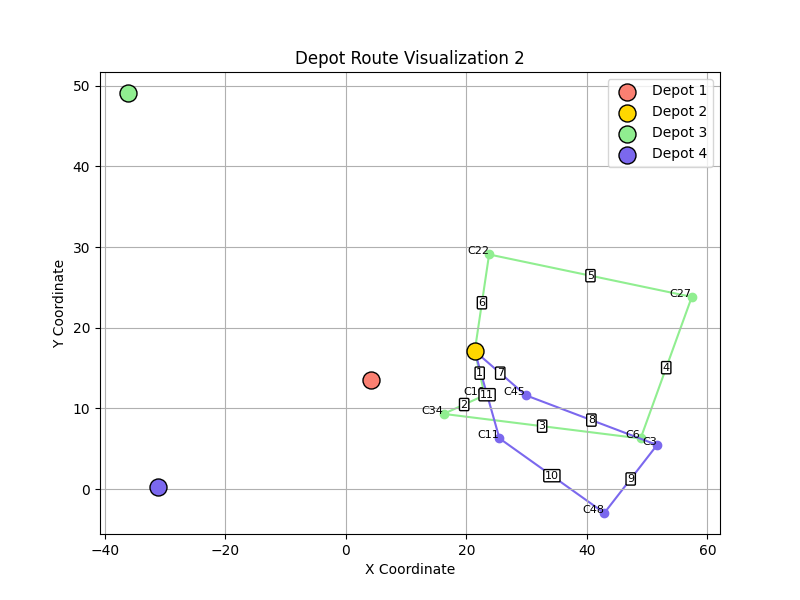 Depot Route Visualization 2
Depot 1
Depot 2
Depot 3
Depot 4
Y Coordinate
50
40
30
20
10
0
C22
5
C27
6
4
1
7
C45
11
2
C34
3
8
C6
C3
C11
10
9
C48
−40
−20
0
20
40
60
X Coordinate